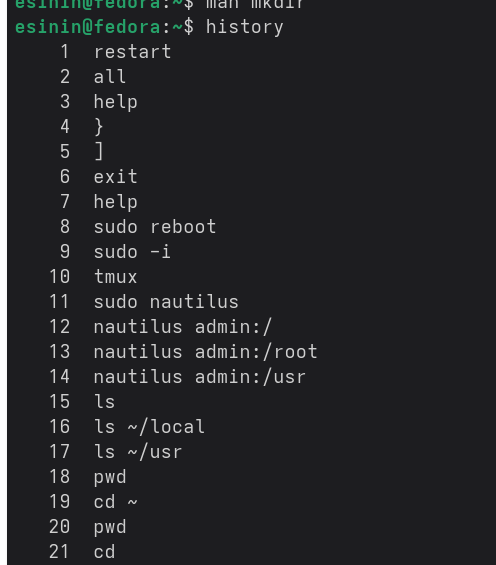 esinin@fedora:~$ man mkdir
esinin@fedora:~$ history
1 restart
2 all
3 help
4 }
5 ]
6 exit
7 help
8 sudo reboot
9 sudo -i
10 tmux
11 sudo nautilus
12 nautilus admin:/
13 nautilus admin:/root
14 nautilus admin:/usr
15 ls
16 ls ~/local
17 ls ~/usr
18 pwd
19 cd ~
20 pwd
21 cd